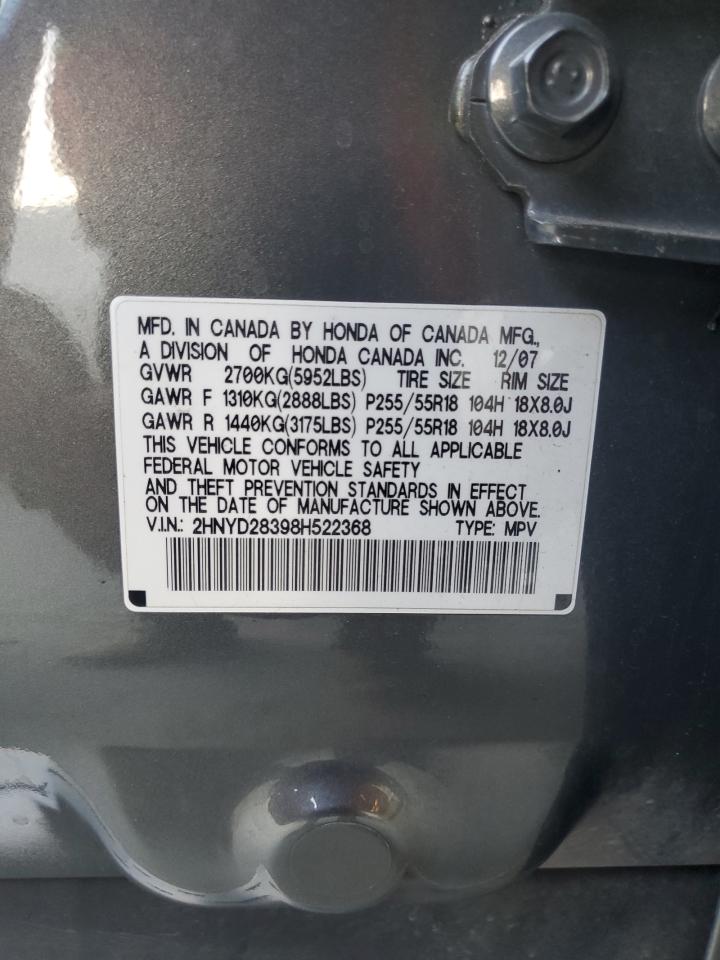 MFD. IN CANADA BY HONDA OF CANADA MFG.,
A DIVISION OF HONDA CANADA INC. 12/07
GVWR 2700KG(5952LBS) TIRE SIZE RIM SIZE
GAWR F 1310KG(2888LBS) P255/55R18 104H 18X8.0J
GAWR R 1440KG(3175LBS) P255/55R18 104H 18X8.0J
THIS VEHICLE CONFORMS TO ALL APPLICABLE
FEDERAL MOTOR VEHICLE SAFETY
AND THEFT PREVENTION STANDARDS IN EFFECT
ON THE DATE OF MANUFACTURE SHOWN ABOVE.
V.I.N.: 2HNYD28398H522368 TYPE: MPV